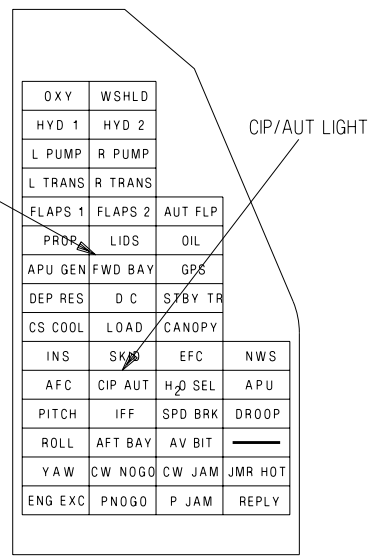 OXY WSHLD
HYD 1 HYD 2
CIP/AUT LIGHT
L PUMP R PUMP
L TRANS R TRANS
FLAPS 1 FLAPS 2 AUT FLP
PROP LIDS OIL
APU GEN FWD BAY GPS
DEP RES D C STBY TR
CS COOL LOAD CANOPY
INS SKID EFC NWS
AFC CIP AUT H2O SEL APU
PITCH IFF SPD BRK DROOP
ROLL AFT BAY AV BIT
YAW CW NOGO CW JAM JMR HOT
ENG EXC PNOGO P JAM REPLY